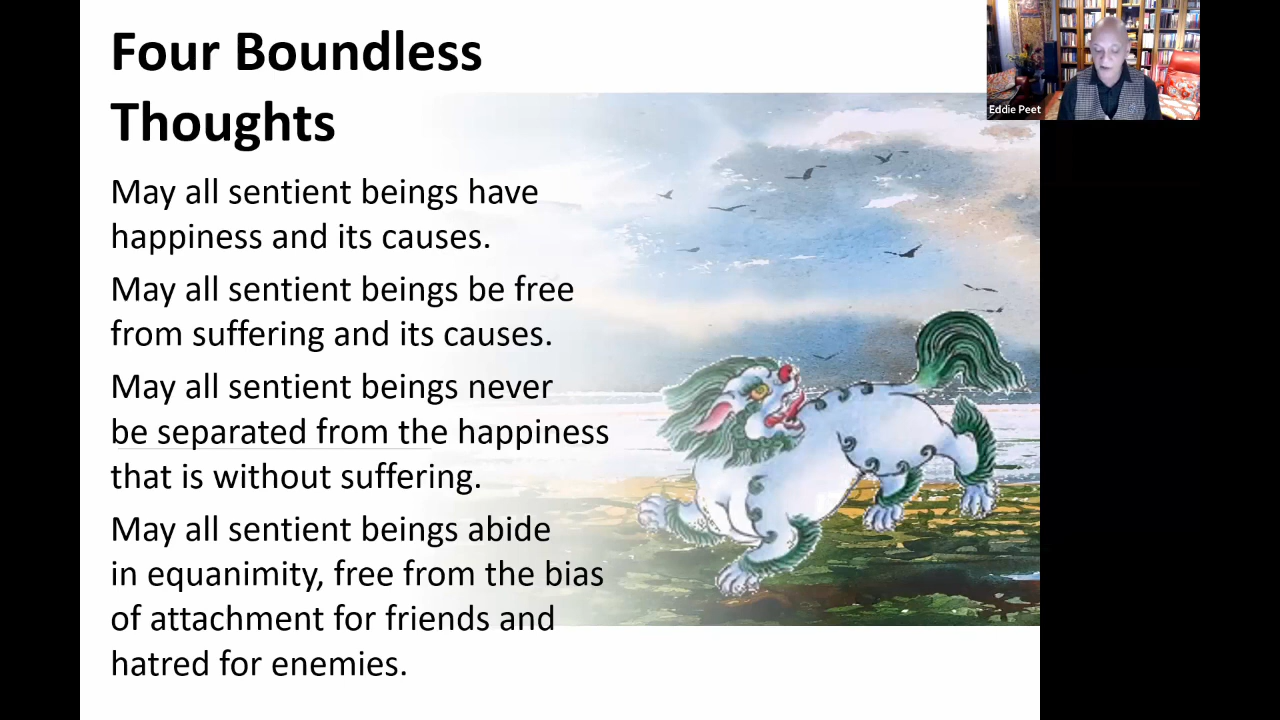 Four Boundless
Thoughts
May all sentient beings have
happiness and its causes.
May all sentient beings be free
from suffering and its causes.
May all sentient beings never
be separated from the happiness
that is without suffering.
May all sentient beings abide
in equanimity, free from the bias
of attachment for friends and
hatred for enemies.
Eddie Peet